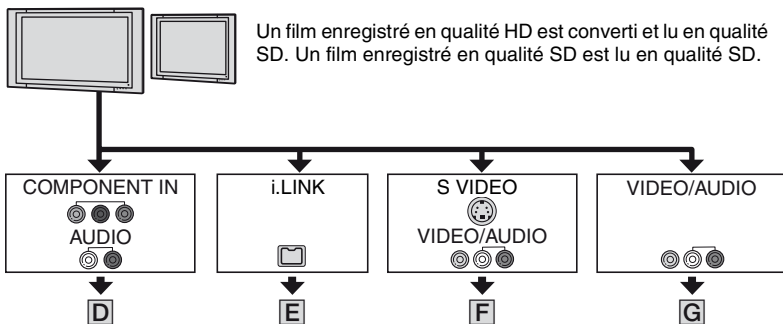 Un film enregistré en qualité HD est converti et lu en qualité
SD. Un film enregistré en qualité SD est lu en qualité SD.
COMPONENT IN
AUDIO
D
i.LINK
E
S VIDEO
VIDEO/AUDIO
F
VIDEO/AUDIO
G